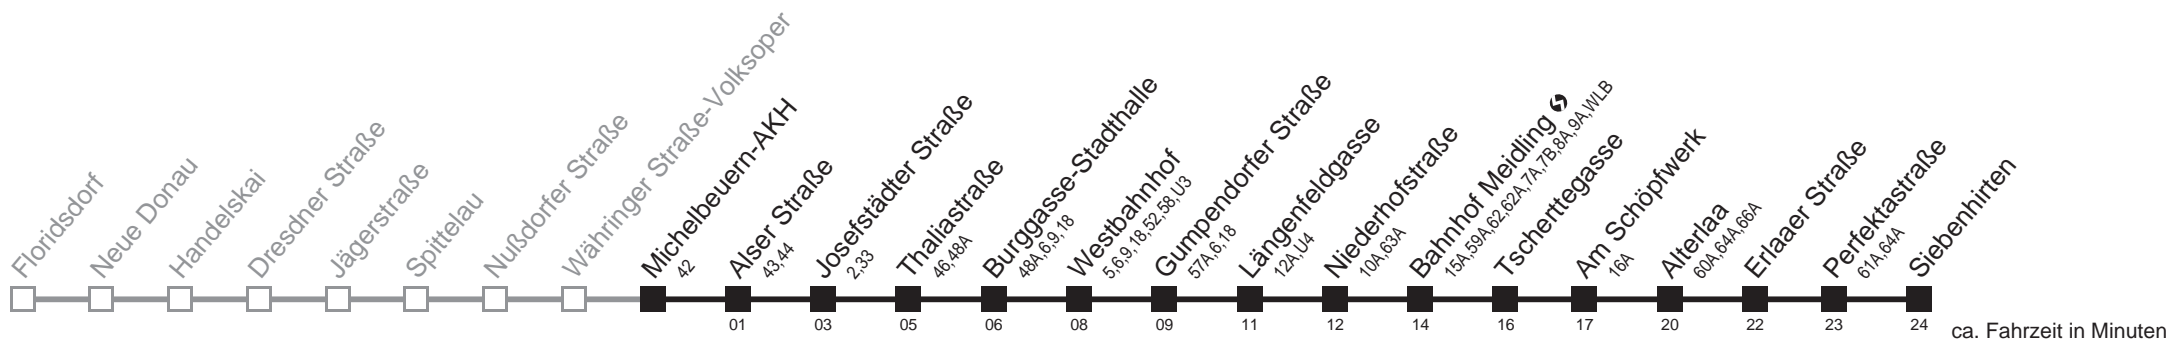 Floridsdorf
Neue Donau
Handelskai
Dresdner Straße
Jägerstraße
Spittelau
Nußdorfer Straße
Währinger Straße-Volksoper
Michelbeuern-AKH
42
Alser Straße
43,44
Josefstädter Straße
2,33
Thaliastraße
46,48A
Burggasse-Stadthalle
48A,6,9,18
Westbahnhof
5,6,9,18,52,58,U3
Gumpendorfer Straße
57A,6,18
Längenfeldgasse
12A,U4
Niederhofstraße
10A,63A
Bahnhof Meidling
15A,59A,62,62A,7A,7B,8A,9A,WLB
Tscherttegasse
Am Schöpfwerk
16A
Alterlaa
60A,64A,66A
Erlaaer Straße
Perfektastraße
61A,64A
Siebenhirten
01 03 05 06 08 09 11 12 14 16 17 20 22 23 24 ca. Fahrzeit in Minuten